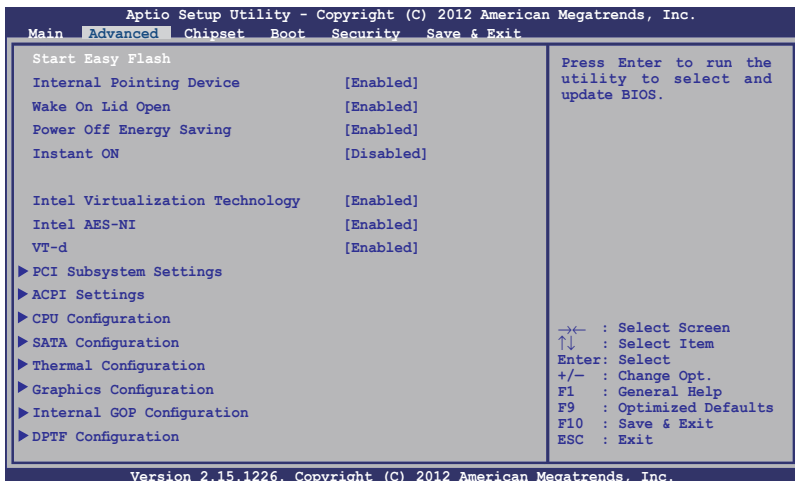 Aptio Setup Utility - Copyright (C) 2012 American Megatrends, Inc.
Main Advanced Chipset Boot Security Save & Exit
Start Easy Flash
Internal Pointing Device [Enabled]
Wake On Lid Open [Enabled]
Power Off Energy Saving [Enabled]
Instant ON [Disabled]
Intel Virtualization Technology [Enabled]
Intel AES-NI [Enabled]
VT-d [Enabled]
PCI Subsystem Settings
ACPI Settings
CPU Configuration
SATA Configuration
Thermal Configuration
Graphics Configuration
Internal GOP Configuration
DPTF Configuration
Press Enter to run the
utility to select and
update BIOS.
→← : Select Screen
↑↓ : Select Item
Enter: Select
+/— : Change Opt.
F1 : General Help
F9 : Optimized Defaults
F10 : Save & Exit
ESC : Exit
Version 2.15.1226. Copyright (C) 2012 American Megatrends, Inc.